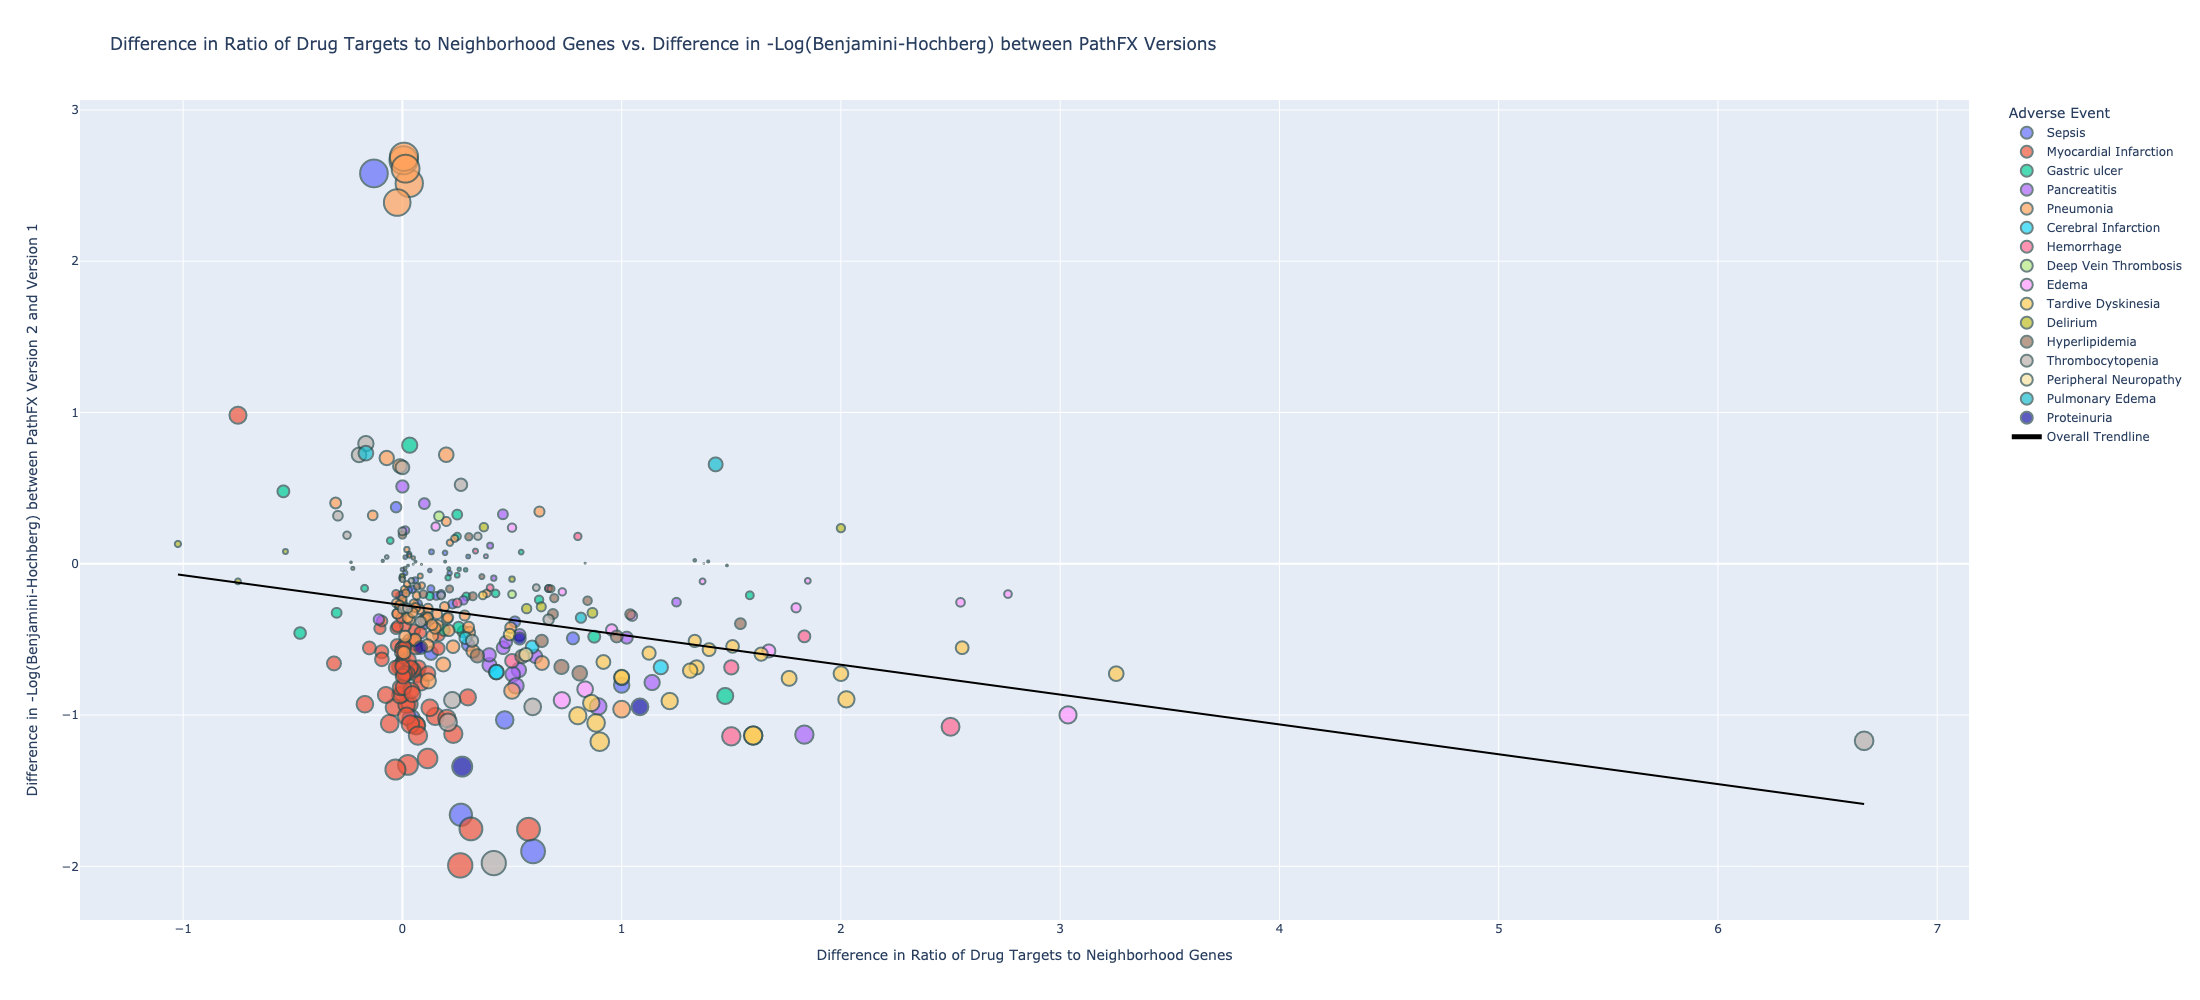 Difference in Ratio of Drug Targets to Neighborhood Genes vs. Difference in -Log(Benjamini-Hochberg) between PathFX Versions
Difference in -Log(Benjamini-Hochberg) between PathFX Version 2 and Version 1
3
2
1
0
−1
−2
−1
0
1
2
3
4
5
6
7
Difference in Ratio of Drug Targets to Neighborhood Genes
Adverse Event
Sepsis
Myocardial Infarction
Gastric ulcer
Pancreatitis
Pneumonia
Cerebral Infarction
Hemorrhage
Deep Vein Thrombosis
Edema
Tardive Dyskinesia
Delirium
Hyperlipidemia
Thrombocytopenia
Peripheral Neuropathy
Pulmonary Edema
Proteinuria
Overall Trendline